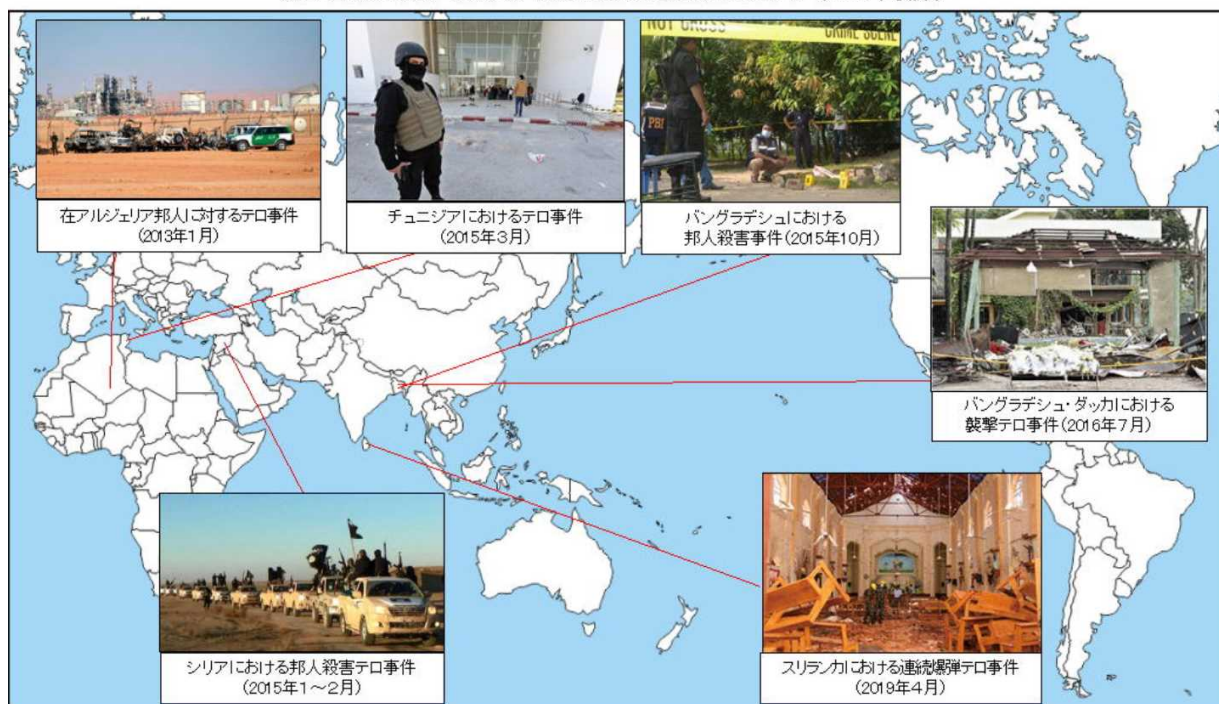 在アルジェリア邦人に対するテロ事件
(2013年1月)
チュニジアにおけるテロ事件
(2015年3月)
NOT CROSS
CRIME SCENE
PBI
バングラデシュにおける
邦人殺害事件(2015年10月)
バングラデシュ・ダッカにおける
襲撃テロ事件(2016年7月)
シリアにおける邦人殺害テロ事件
(2015年1～2月)
スリランカにおける連続爆弾テロ事件
(2019年4月)